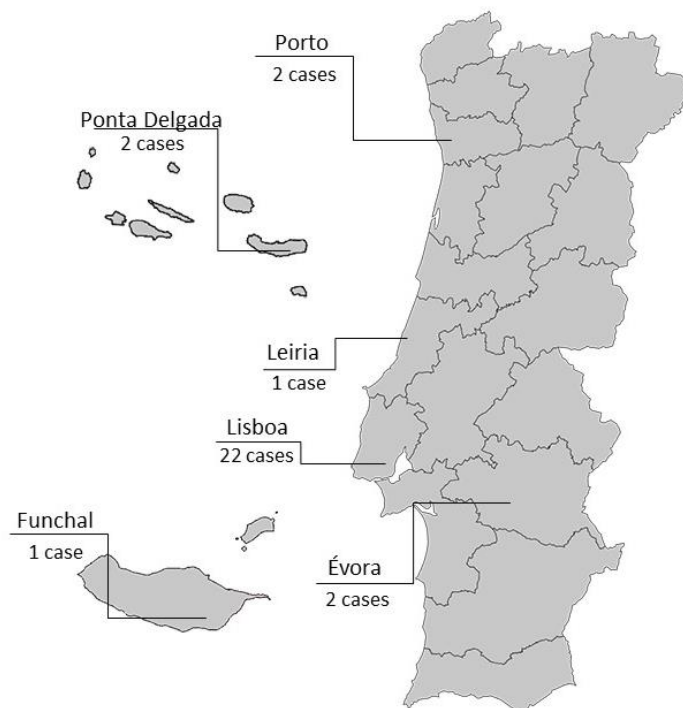 Porto
2 cases
Ponta Delgada
2 cases
Leiria
1 case
Lisboa
22 cases
Funchal
1 case
Évora
2 cases